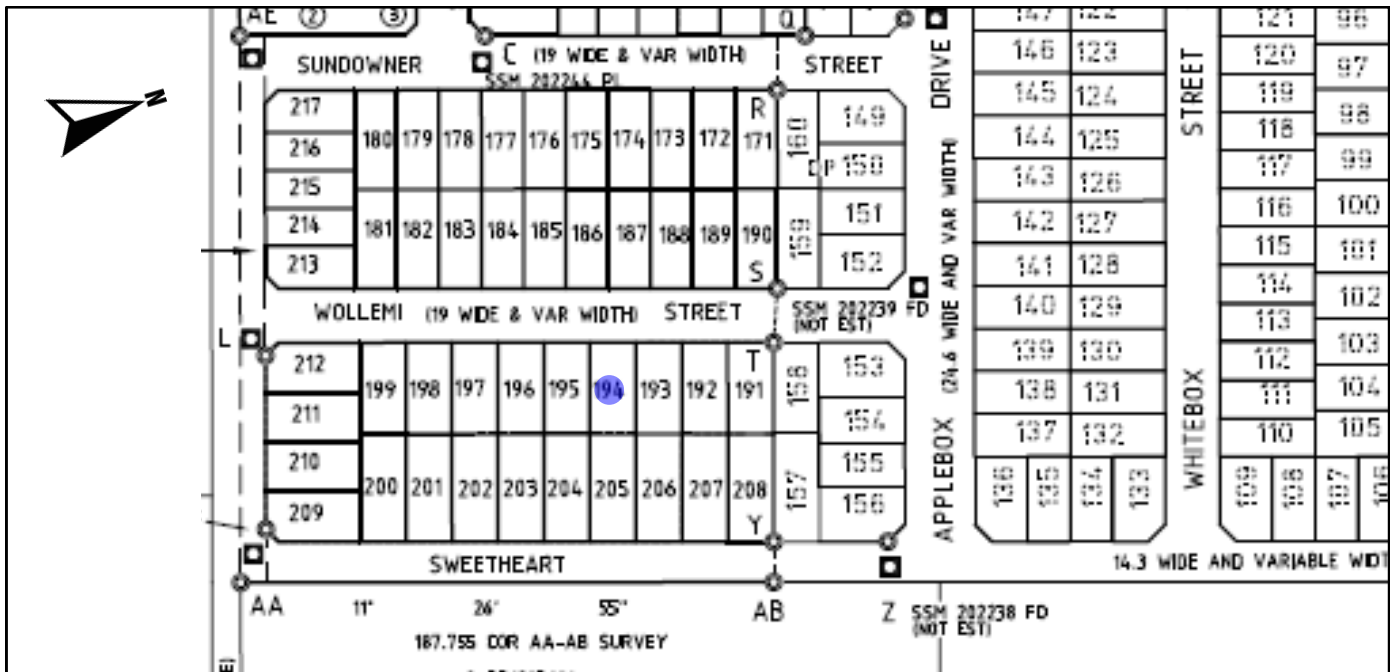 AE 2 3
Q
147 122
121 96
SUNDOWNER C (19 WIDE & VAR WIDTH) STREET
SSM 202244 PL
N
146 123
120 97
145 124
119 98
144 125
118
143 126
117 99
142 127
116 100
141 128
115 101
140 129
114 102
139 130
113 103
138 131
112 104
137 132
111 105
110
136 135 134 133
109 108 107
217
216
215
214
213
180 179 178 177 176 175 174 173 172 171
R
160
149
DP 150
181 182 183 184 185 186 187 188 189 190
S
159
151
152
WOLLEMI (19 WIDE & VAR WIDTH) STREET
SSM 202239 FD
(NOT EST)
L
212
211
210
209
199 198 197 196 195 194 193 192 191
T
158
153
154
200 201 202 203 204 205 206 207 208
Y
157
155
156
APPLEBOX (24.6 WIDE AND VAR WIDTH) DRIVE
WHITEBOX STREET
SWEETHEART
14.3 WIDE AND VARIABLE WIDT
AA 11° 26' 55" AB Z SSM 202238 FD
(NOT EST)
187.755 COR AA-AB SURVEY